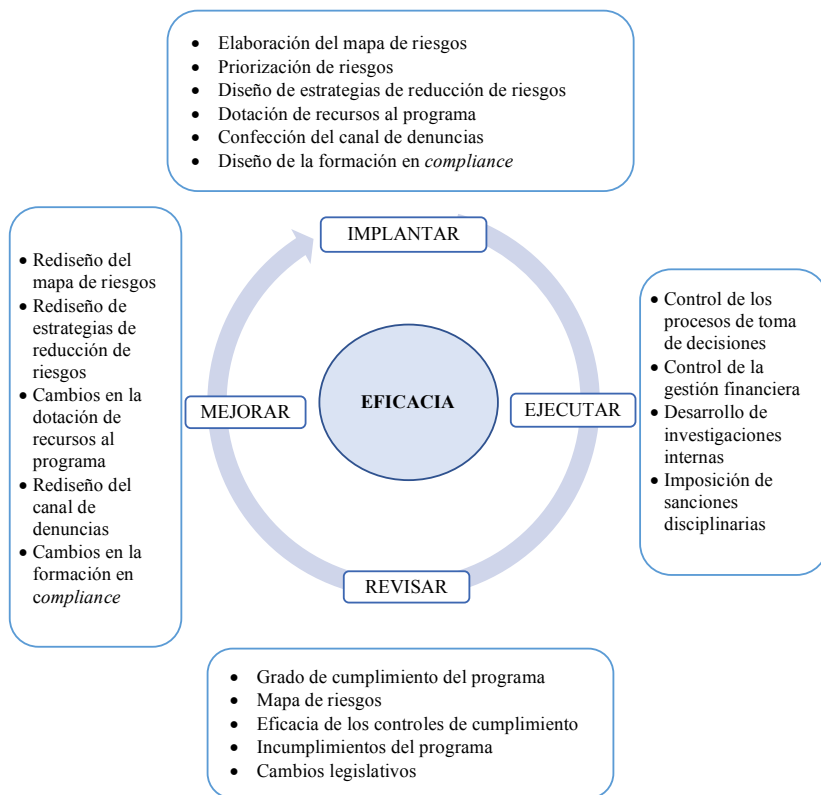 • Elaboración del mapa de riesgos
• Priorización de riesgos
• Diseño de estrategias de reducción de riesgos
• Dotación de recursos al programa
• Confección del canal de denuncias
• Diseño de la formación en compliance
IMPLANTAR
• Rediseño del
mapa de riesgos
• Rediseño de
estrategias de
reducción de
riesgos
• Cambios en la
dotación de
recursos al
programa
• Rediseño del
canal de
denuncias
• Cambios en la
formación en
compliance
MEJORAR
EFICACIA
EJECUTAR
• Control de los
procesos de toma
de decisiones
• Control de la
gestión financiera
• Desarrollo de
investigaciones
internas
• Imposición de
sanciones
disciplinarias
REVISAR
• Grado de cumplimiento del programa
• Mapa de riesgos
• Eficacia de los controles de cumplimiento
• Incumplimientos del programa
• Cambios legislativos